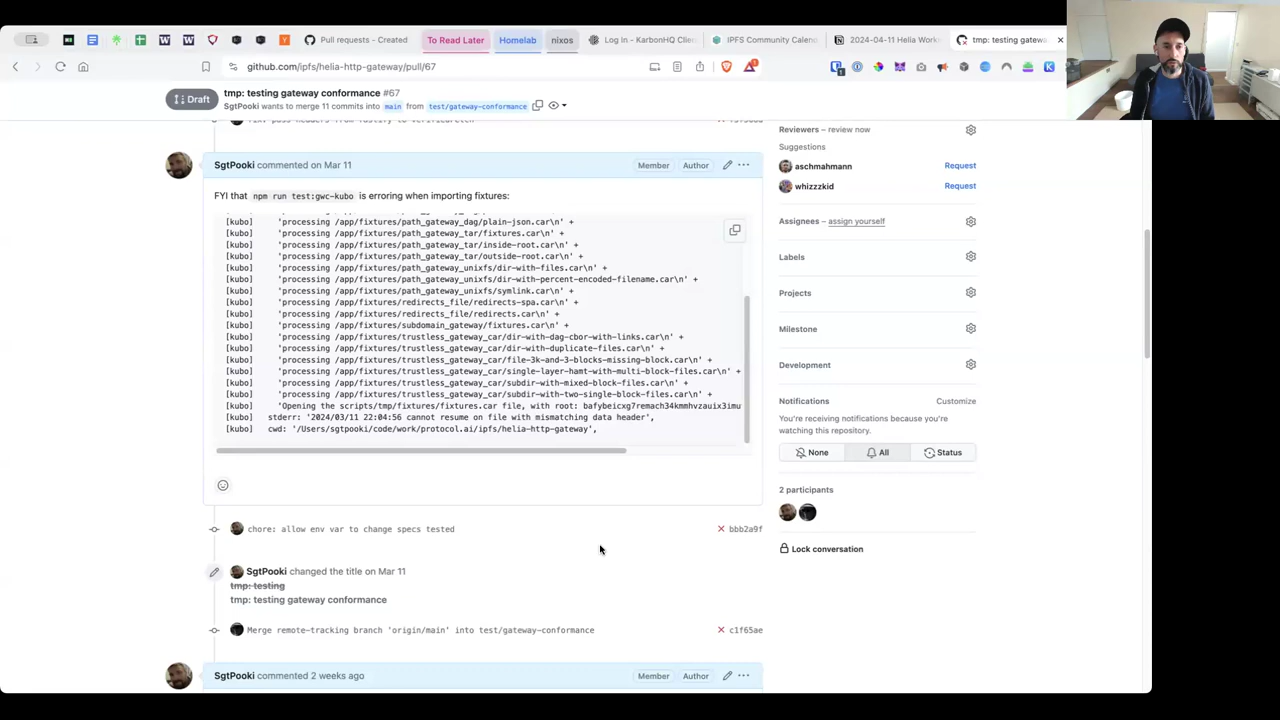 Pull requests - Created
To Read Later
Homelab
nixos
Log in - KarbonHQ Clie
IPFS Community Calen
2024-04-11 Helia Work
tmp: testing gatewa
github.com/ipfs/helia-http-gateway/pull/67
Draft
tmp: testing gateway conformance #67
SgtPooki wants to merge 11 commits into main from test/gateway-conformance
SgtPooki commented on Mar 11
Member
Author
FYI that npm run test:gwc-kubo is erroring when importing fixtures:
[kubo] 'processing /app/fixtures/path_gateway_dag/plain-json.car\n' +
[kubo] 'processing /app/fixtures/path_gateway_tar/fixtures.car\n' +
[kubo] 'processing /app/fixtures/path_gateway_tar/inside-root.car\n' +
[kubo] 'processing /app/fixtures/path_gateway_tar/outside-root.car\n' +
[kubo] 'processing /app/fixtures/path_gateway_unixfs/dir-with-files.car\n' +
[kubo] 'processing /app/fixtures/path_gateway_unixfs/dir-with-percent-encoded-filename.car\n' +
[kubo] 'processing /app/fixtures/path_gateway_unixfs/symlink.car\n' +
[kubo] 'processing /app/fixtures/redirects_file/redirects-spa.car\n' +
[kubo] 'processing /app/fixtures/redirects_file/redirects.car\n' +
[kubo] 'processing /app/fixtures/subdomain_gateway/fixtures.car\n' +
[kubo] 'processing /app/fixtures/trustless_gateway_car/dir-with-dag-cbor-with-links.car\n' +
[kubo] 'processing /app/fixtures/trustless_gateway_car/dir-with-duplicate-files.car\n' +
[kubo] 'processing /app/fixtures/trustless_gateway_car/file-3k-and-3-blocks-missing-block.car\n' +
[kubo] 'processing /app/fixtures/trustless_gateway_car/single-layer-hamt-with-multi-block-files.car\n' +
[kubo] 'processing /app/fixtures/trustless_gateway_car/subdir-with-mixed-block-files.car\n' +
[kubo] 'processing /app/fixtures/trustless_gateway_car/subdir-with-two-single-block-files.car\n' +
[kubo] 'Opening the scripts/tmp/fixtures/fixtures.car file, with root: bafybeicxg7remach34kmmhvzauix3imu
[kubo] stderr: '2024/03/11 22:04:56 cannot resume on file with mismatching data header',
[kubo] cwd: '/Users/sgtpooki/code/work/protocol.ai/ipfs/helia-http-gateway',
chore: allow env var to change specs tested
bbb2a9f
SgtPooki changed the title on Mar 11
tmp: testing
tmp: testing gateway conformance
Merge remote-tracking branch 'origin/main' into test/gateway-conformance
c1f65ae
SgtPooki commented 2 weeks ago
Member
Author
Reviewers – review now
Suggestions
aschmahmann
Request
whizzzkid
Request
Assignees – assign yourself
Labels
Projects
Milestone
Development
Notifications
Customize
You're receiving notifications because you're
watching this repository.
None
All
Status
2 participants
Lock conversation